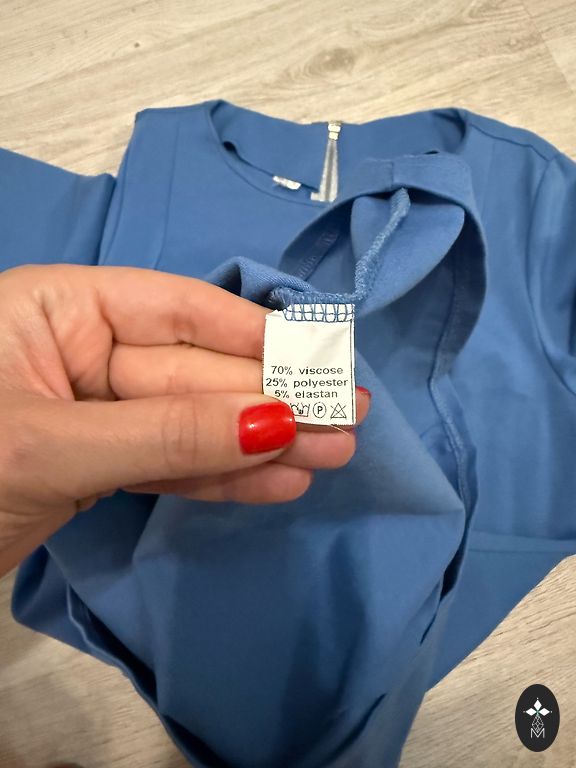 70% viscose
25% polyester
5% elastan
P
M